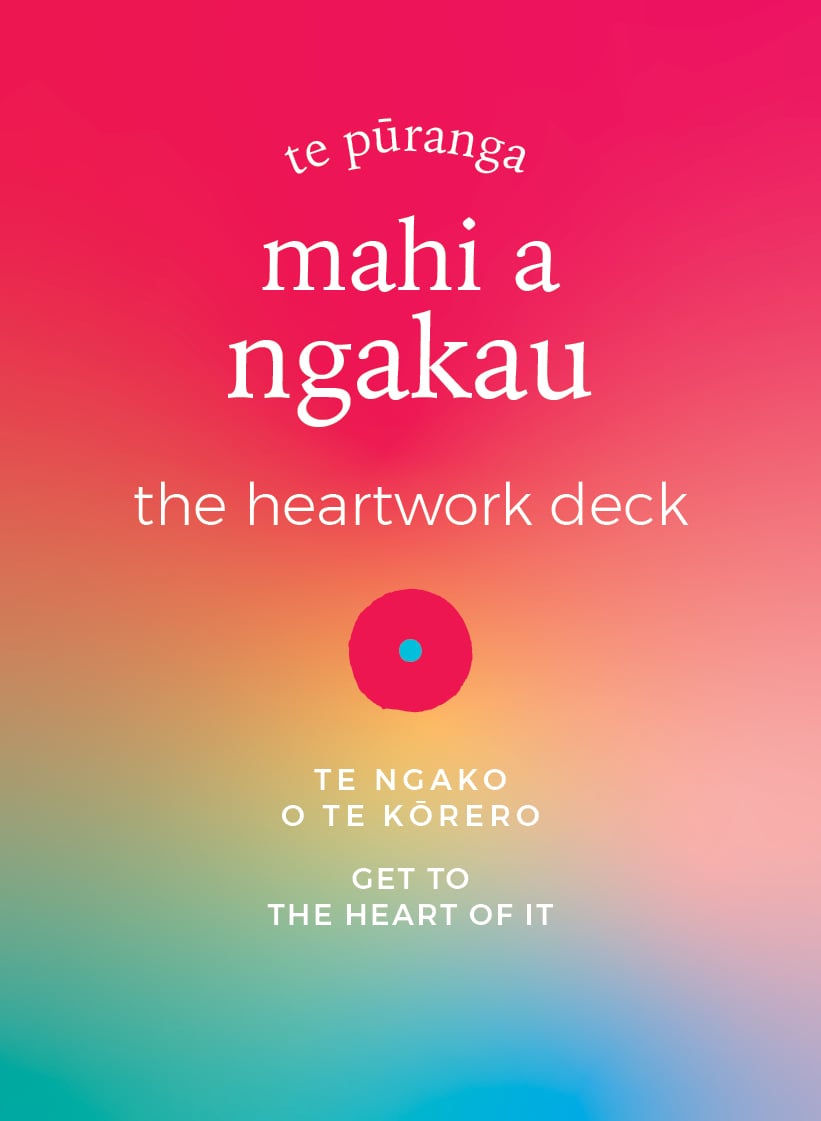 te pūranga
mahi a
ngakau
the heartwork deck
TE NGAKO
O TE KŌRERO
GET TO
THE HEART OF IT